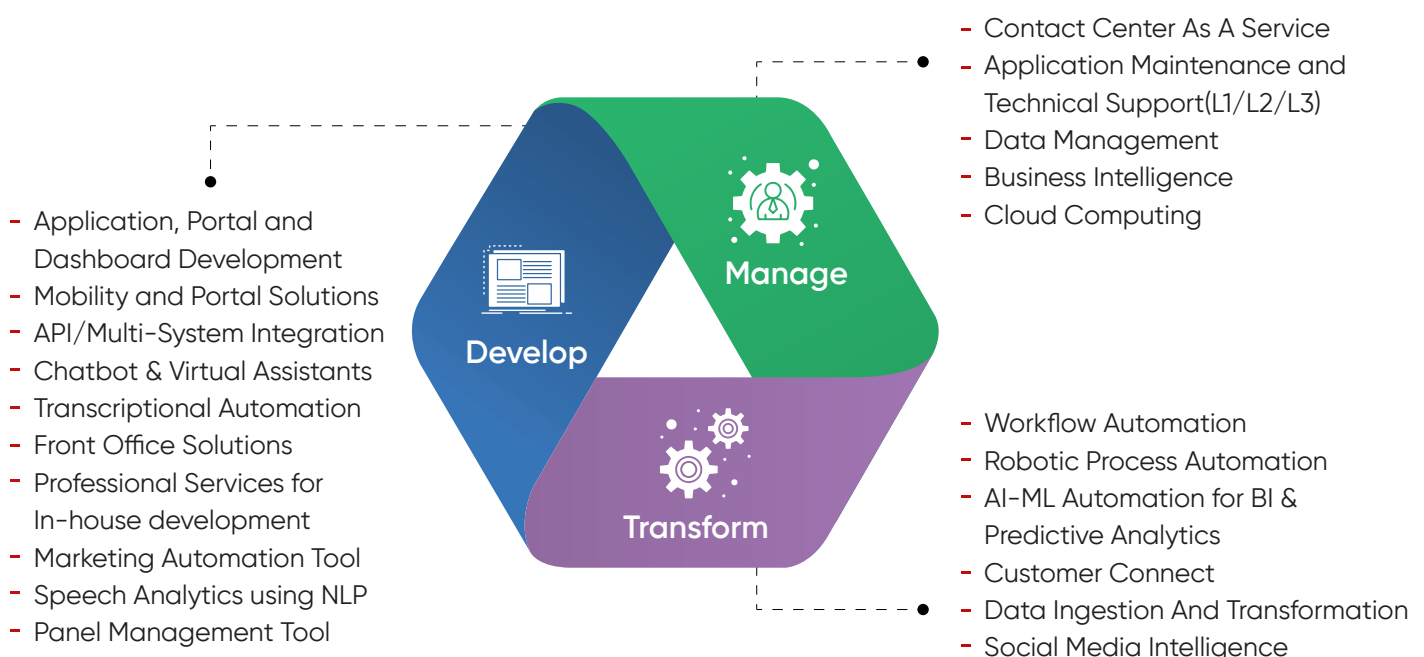 - Contact Center As A Service
- Application Maintenance and
Technical Support(L1/L2/L3)
- Data Management
- Business Intelligence
- Cloud Computing
Manage
- Application, Portal and
Dashboard Development
- Mobility and Portal Solutions
- API/Multi-System Integration
- Chatbot & Virtual Assistants
- Transcriptional Automation
- Front Office Solutions
- Professional Services for
In-house development
- Marketing Automation Tool
- Speech Analytics using NLP
- Panel Management Tool
Develop
Transform
- Workflow Automation
- Robotic Process Automation
- AI-ML Automation for BI &
Predictive Analytics
- Customer Connect
- Data Ingestion And Transformation
- Social Media Intelligence